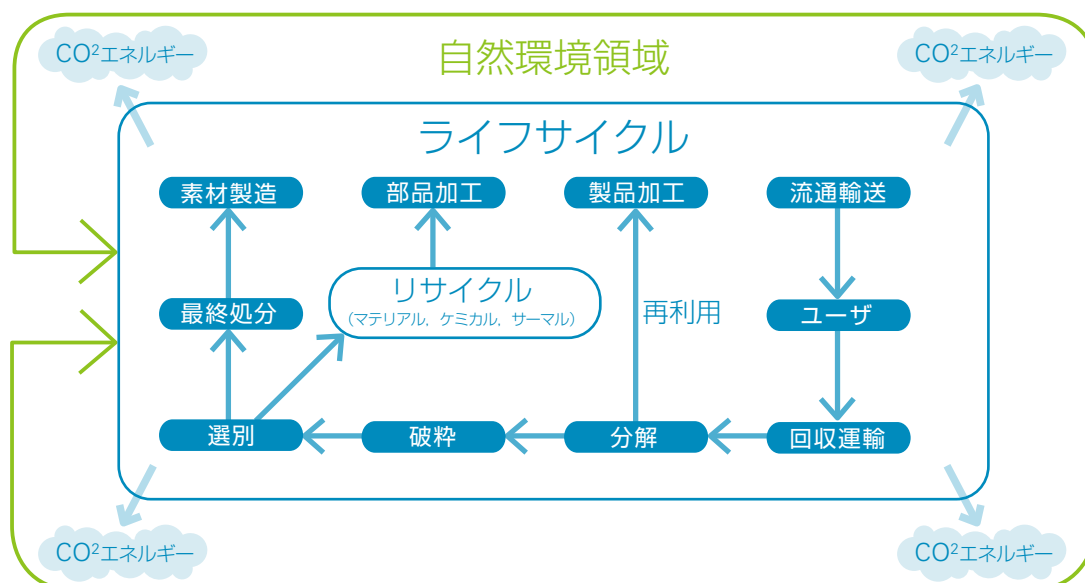 CO²エネルギー
自然環境領域
CO²エネルギー
ライフサイクル
素材製造
部品加工
製品加工
流通輸送
リサイクル
(マテリアル，ケミカル，サーマル)
最終処分
再利用
ユーザ
選別
破粋
分解
回収運輸
CO²エネルギー
CO²エネルギー